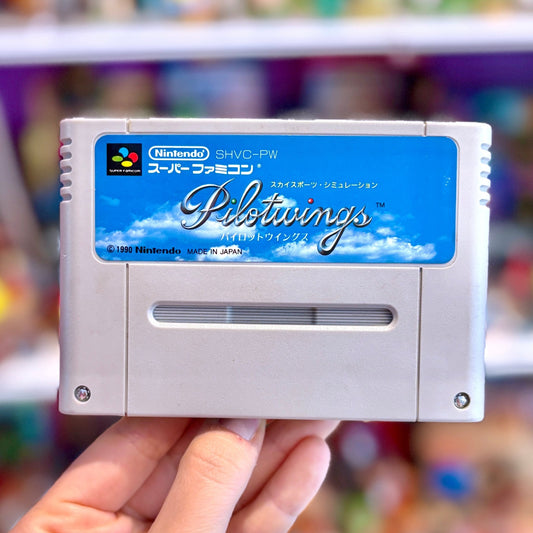 Nintendo SHVC-PW
SUPER FAMICOM
スーパーファミコン
スカイスポーツ・シミュレーション
Pilotwings™
パイロットウイングス
© 1990 Nintendo MADE IN JAPAN